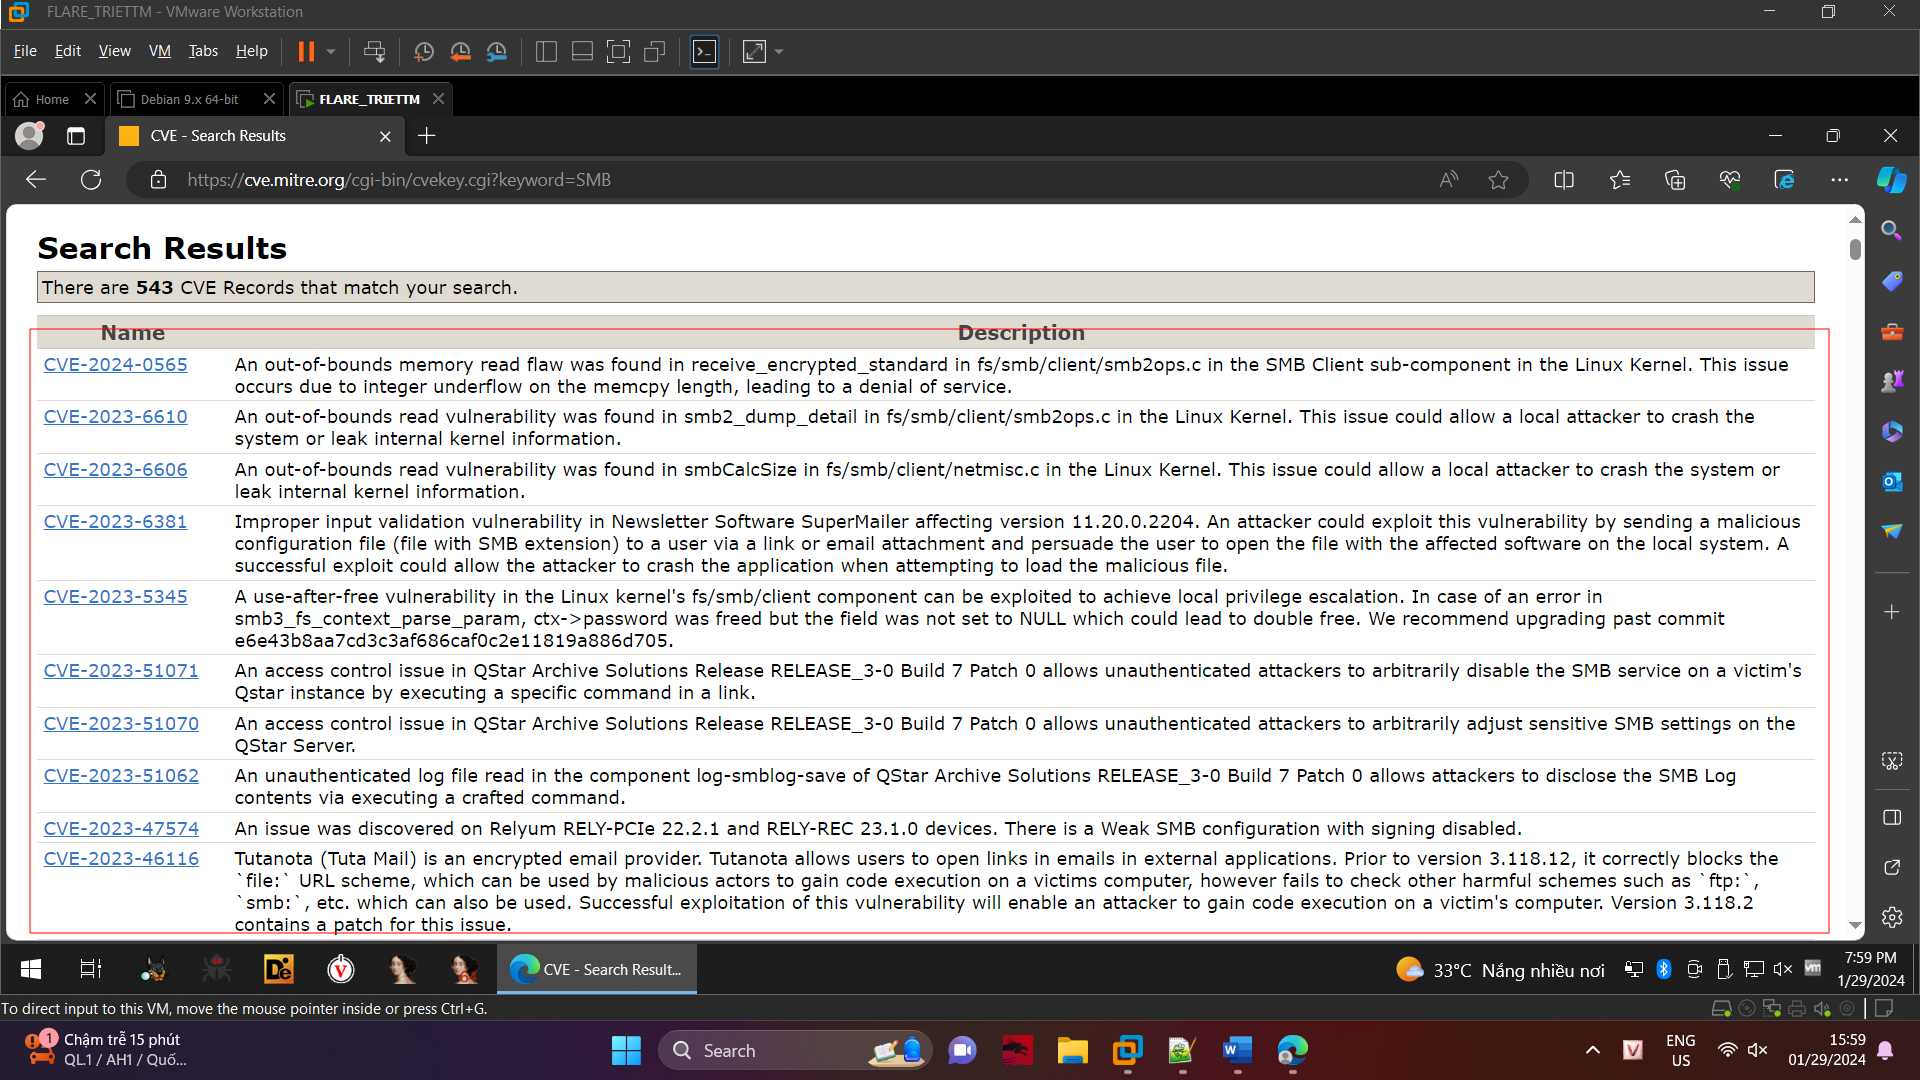 FLARE_TRIETTM - VMware Workstation
File Edit View VM Tabs Help
Home Debian 9.x 64-bit FLARE_TRIETTM
CVE - Search Results
https://cve.mitre.org/cgi-bin/cvekey.cgi?keyword=SMB
Search Results
There are 543 CVE Records that match your search.
Name Description
CVE-2024-0565 An out-of-bounds memory read flaw was found in receive_encrypted_standard in fs/smb/client/smb2ops.c in the SMB Client sub-component in the Linux Kernel. This issue
occurs due to integer underflow on the memcpy length, leading to a denial of service.
CVE-2023-6610 An out-of-bounds read vulnerability was found in smb2_dump_detail in fs/smb/client/smb2ops.c in the Linux Kernel. This issue could allow a local attacker to crash the
system or leak internal kernel information.
CVE-2023-6606 An out-of-bounds read vulnerability was found in smbCalcSize in fs/smb/client/netmisc.c in the Linux Kernel. This issue could allow a local attacker to crash the system or
leak internal kernel information.
CVE-2023-6381 Improper input validation vulnerability in Newsletter Software SuperMailer affecting version 11.20.0.2204. An attacker could exploit this vulnerability by sending a malicious
configuration file (file with SMB extension) to a user via a link or email attachment and persuade the user to open the file with the affected software on the local system. A
successful exploit could allow the attacker to crash the application when attempting to load the malicious file.
CVE-2023-5345 A use-after-free vulnerability in the Linux kernel's fs/smb/client component can be exploited to achieve local privilege escalation. In case of an error in
smb3_fs_context_parse_param, ctx->password was freed but the field was not set to NULL which could lead to double free. We recommend upgrading past commit
e6e43b8aa7cd3c3af686caf0c2e11819a886d705.
CVE-2023-51071 An access control issue in QStar Archive Solutions Release RELEASE_3-0 Build 7 Patch 0 allows unauthenticated attackers to arbitrarily disable the SMB service on a victim's
Qstar instance by executing a specific command in a link.
CVE-2023-51070 An access control issue in QStar Archive Solutions Release RELEASE_3-0 Build 7 Patch 0 allows unauthenticated attackers to arbitrarily adjust sensitive SMB settings on the
QStar Server.
CVE-2023-51062 An unauthenticated log file read in the component log-smblog-save of QStar Archive Solutions RELEASE_3-0 Build 7 Patch 0 allows attackers to disclose the SMB Log
contents via executing a crafted command.
CVE-2023-47574 An issue was discovered on Relyum RELY-PCIe 22.2.1 and RELY-REC 23.1.0 devices. There is a Weak SMB configuration with signing disabled.
CVE-2023-46116 Tutanota (Tuta Mail) is an encrypted email provider. Tutanota allows users to open links in emails in external applications. Prior to version 3.118.12, it correctly blocks the
`file:` URL scheme, which can be used by malicious actors to gain code execution on a victims computer, however fails to check other harmful schemes such as `ftp:`,
`smb:`, etc. which can also be used. Successful exploitation of this vulnerability will enable an attacker to gain code execution on a victim's computer. Version 3.118.2
contains a patch for this issue.
De V 64 CVE - Search Result... 33°C Nắng nhiều nơi vm 7:59 PM
1/29/2024
To direct input to this VM, move the mouse pointer inside or press Ctrl+G.
1 Chậm trễ 15 phút
QL.1 / AH1 / Quố...
Search
V ENG
US
15:59
01/29/2024